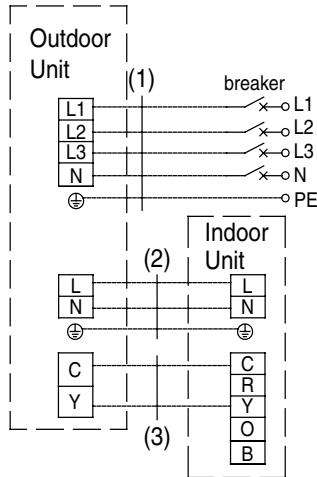 Outdoor
Unit
(1)
breaker
L1 L1
L2 L2
L3 L3
N N
PE
Indoor
Unit
(2)
L L
N N
C C
R
Y Y
O
B
(3)